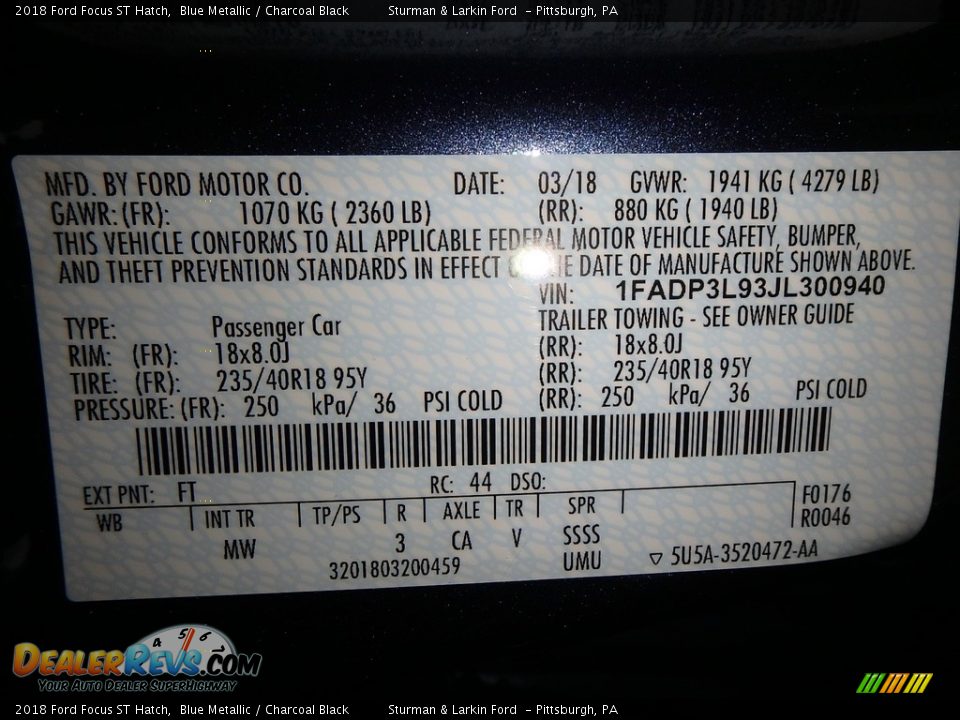 2018 Ford Focus ST Hatch, Blue Metallic / Charcoal Black Sturman & Larkin Ford - Pittsburgh, PA
MFD. BY FORD MOTOR CO. DATE: 03/18 GVWR: 1941 KG ( 4279 LB)
GAWR: (FR): 1070 KG ( 2360 LB) (RR): 880 KG ( 1940 LB)
THIS VEHICLE CONFORMS TO ALL APPLICABLE FEDERAL MOTOR VEHICLE SAFETY, BUMPER,
AND THEFT PREVENTION STANDARDS IN EFFECT DATE OF MANUFACTURE SHOWN ABOVE.
VIN: 1FADP3L93JL300940
TYPE: Passenger Car TRAILER TOWING - SEE OWNER GUIDE
RIM: (FR): 18x8.0J (RR): 18x8.0J
TIRE: (FR): 235/40R18 95Y (RR): 235/40R18 95Y
PRESSURE: (FR): 250 kPa/ 36 PSI COLD (RR): 250 kPa/ 36 PSI COLD
EXT PNT: FT RC: 44 DSO: F0176
WB INT TR TP/PS R AXLE TR SPR R0046
MW 3 CA V SSSS
3201803200459 UMU ▽ 5U5A-3520472-AA
4 5 6
DEALERREVS.COM
YOUR AUTO DEALER SUPERHIGHWAY
2018 Ford Focus ST Hatch, Blue Metallic / Charcoal Black Sturman & Larkin Ford - Pittsburgh, PA